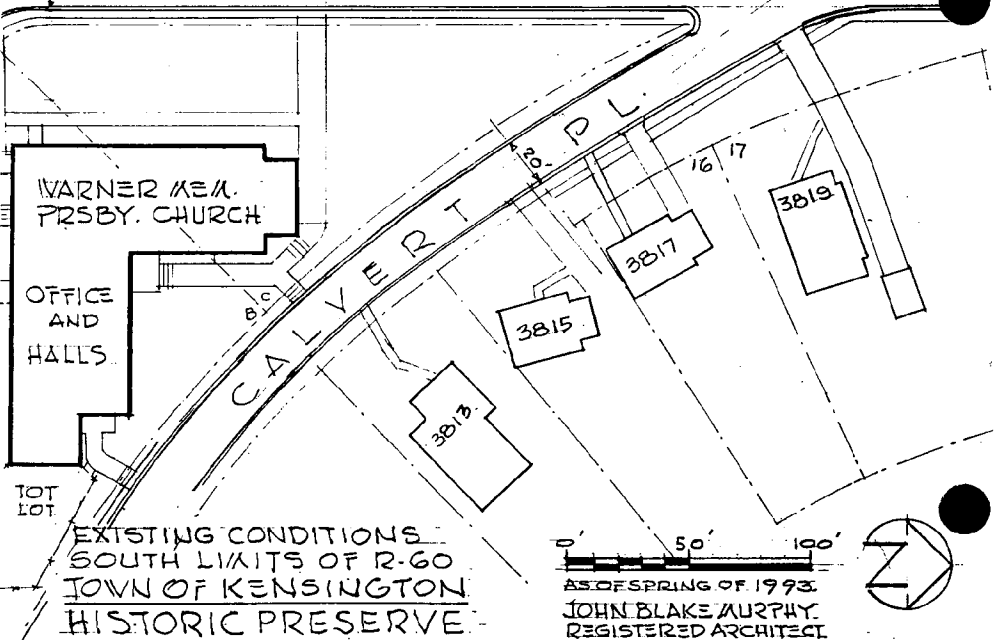 WARNER MEM.
PRSBY. CHURCH
OFFICE
AND
HALLS
TOT
LOT
B
C
CALVERT PL.
20'
16
17
3813
3815
3817
3819
EXISTING CONDITIONS
SOUTH LIMITS OF R-60
TOWN OF KENSINGTON
HISTORIC PRESERVE
0'
50'
100'
AS OF SPRING OF 1993
JOHN BLAKE MURPHY
REGISTERED ARCHITECT
N